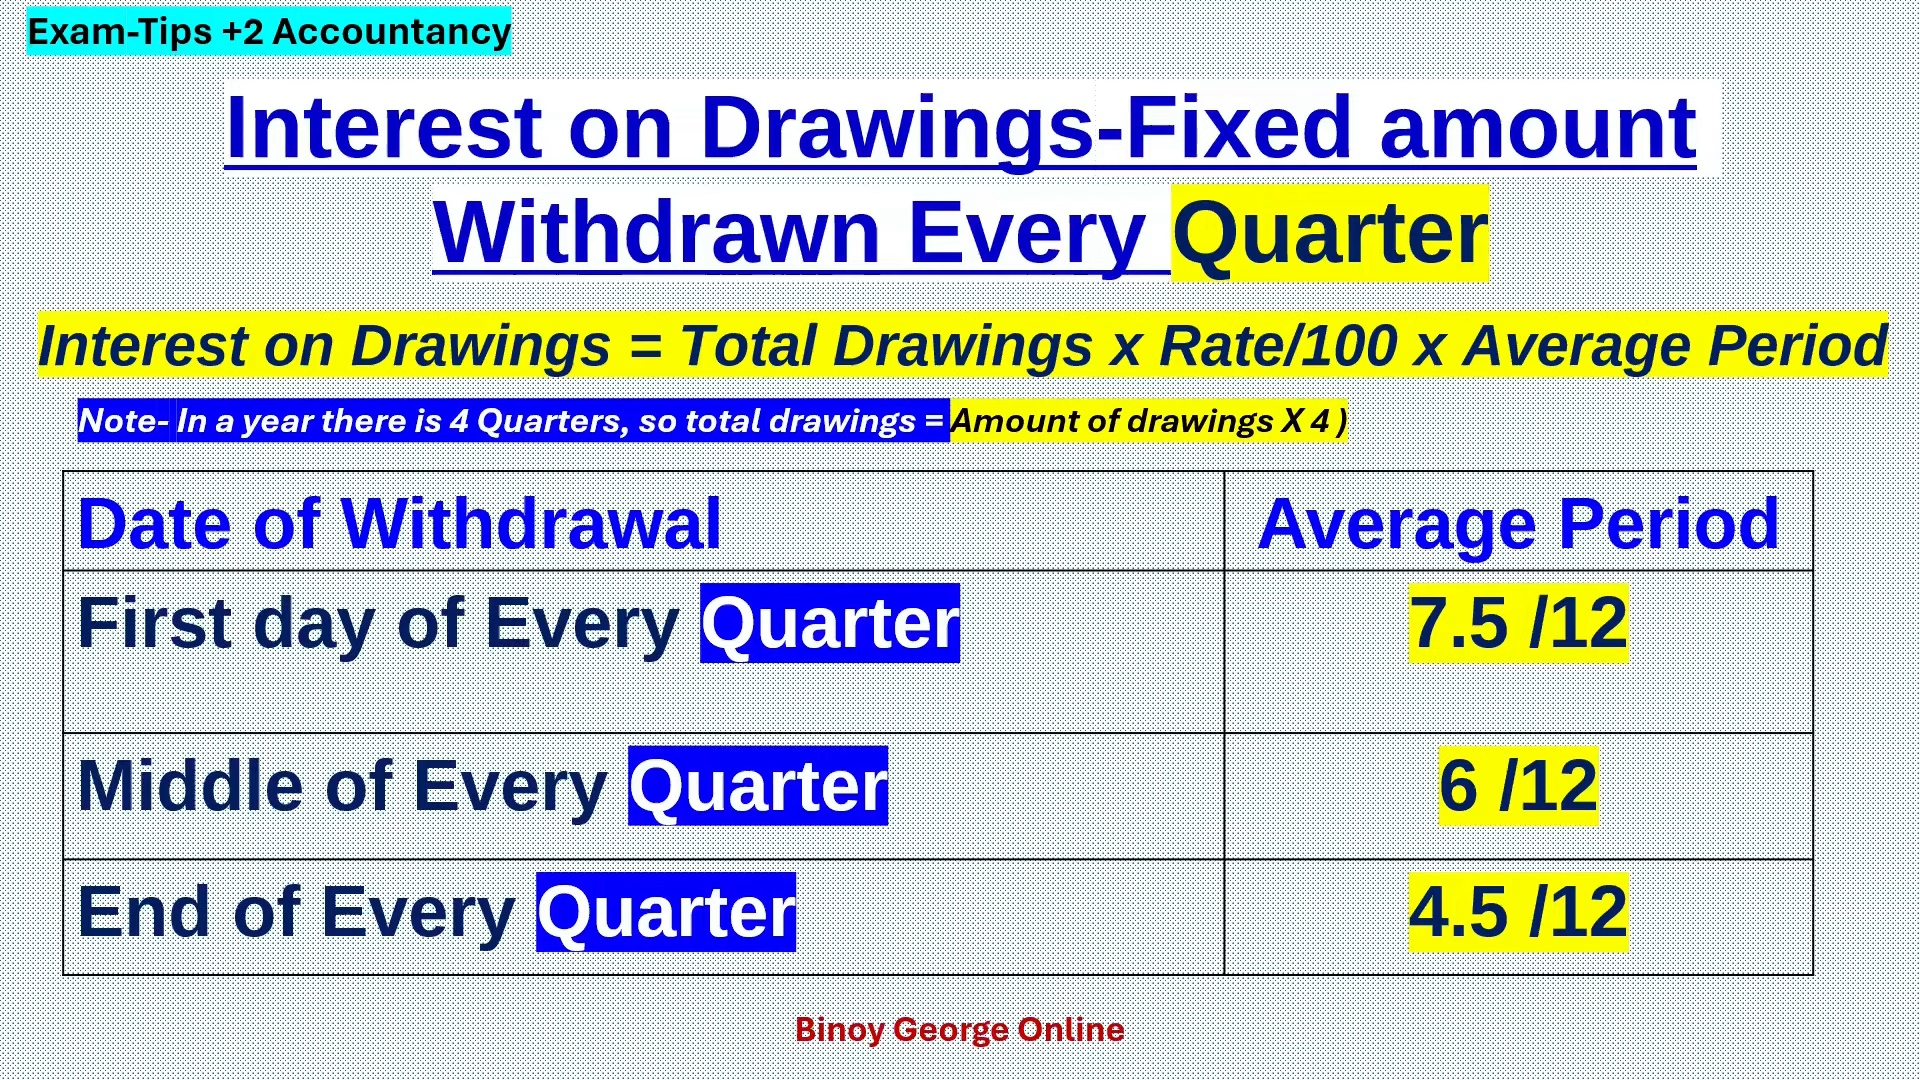 Exam-Tips +2 Accountancy
Interest on Drawings-Fixed amount
Withdrawn Every Quarter
Interest on Drawings = Total Drawings x Rate/100 x Average Period
Note- In a year there is 4 Quarters, so total drawings = Amount of drawings X 4 )
Date of Withdrawal Average Period
First day of Every Quarter 7.5 /12
Middle of Every Quarter 6 /12
End of Every Quarter 4.5 /12
Binoy George Online